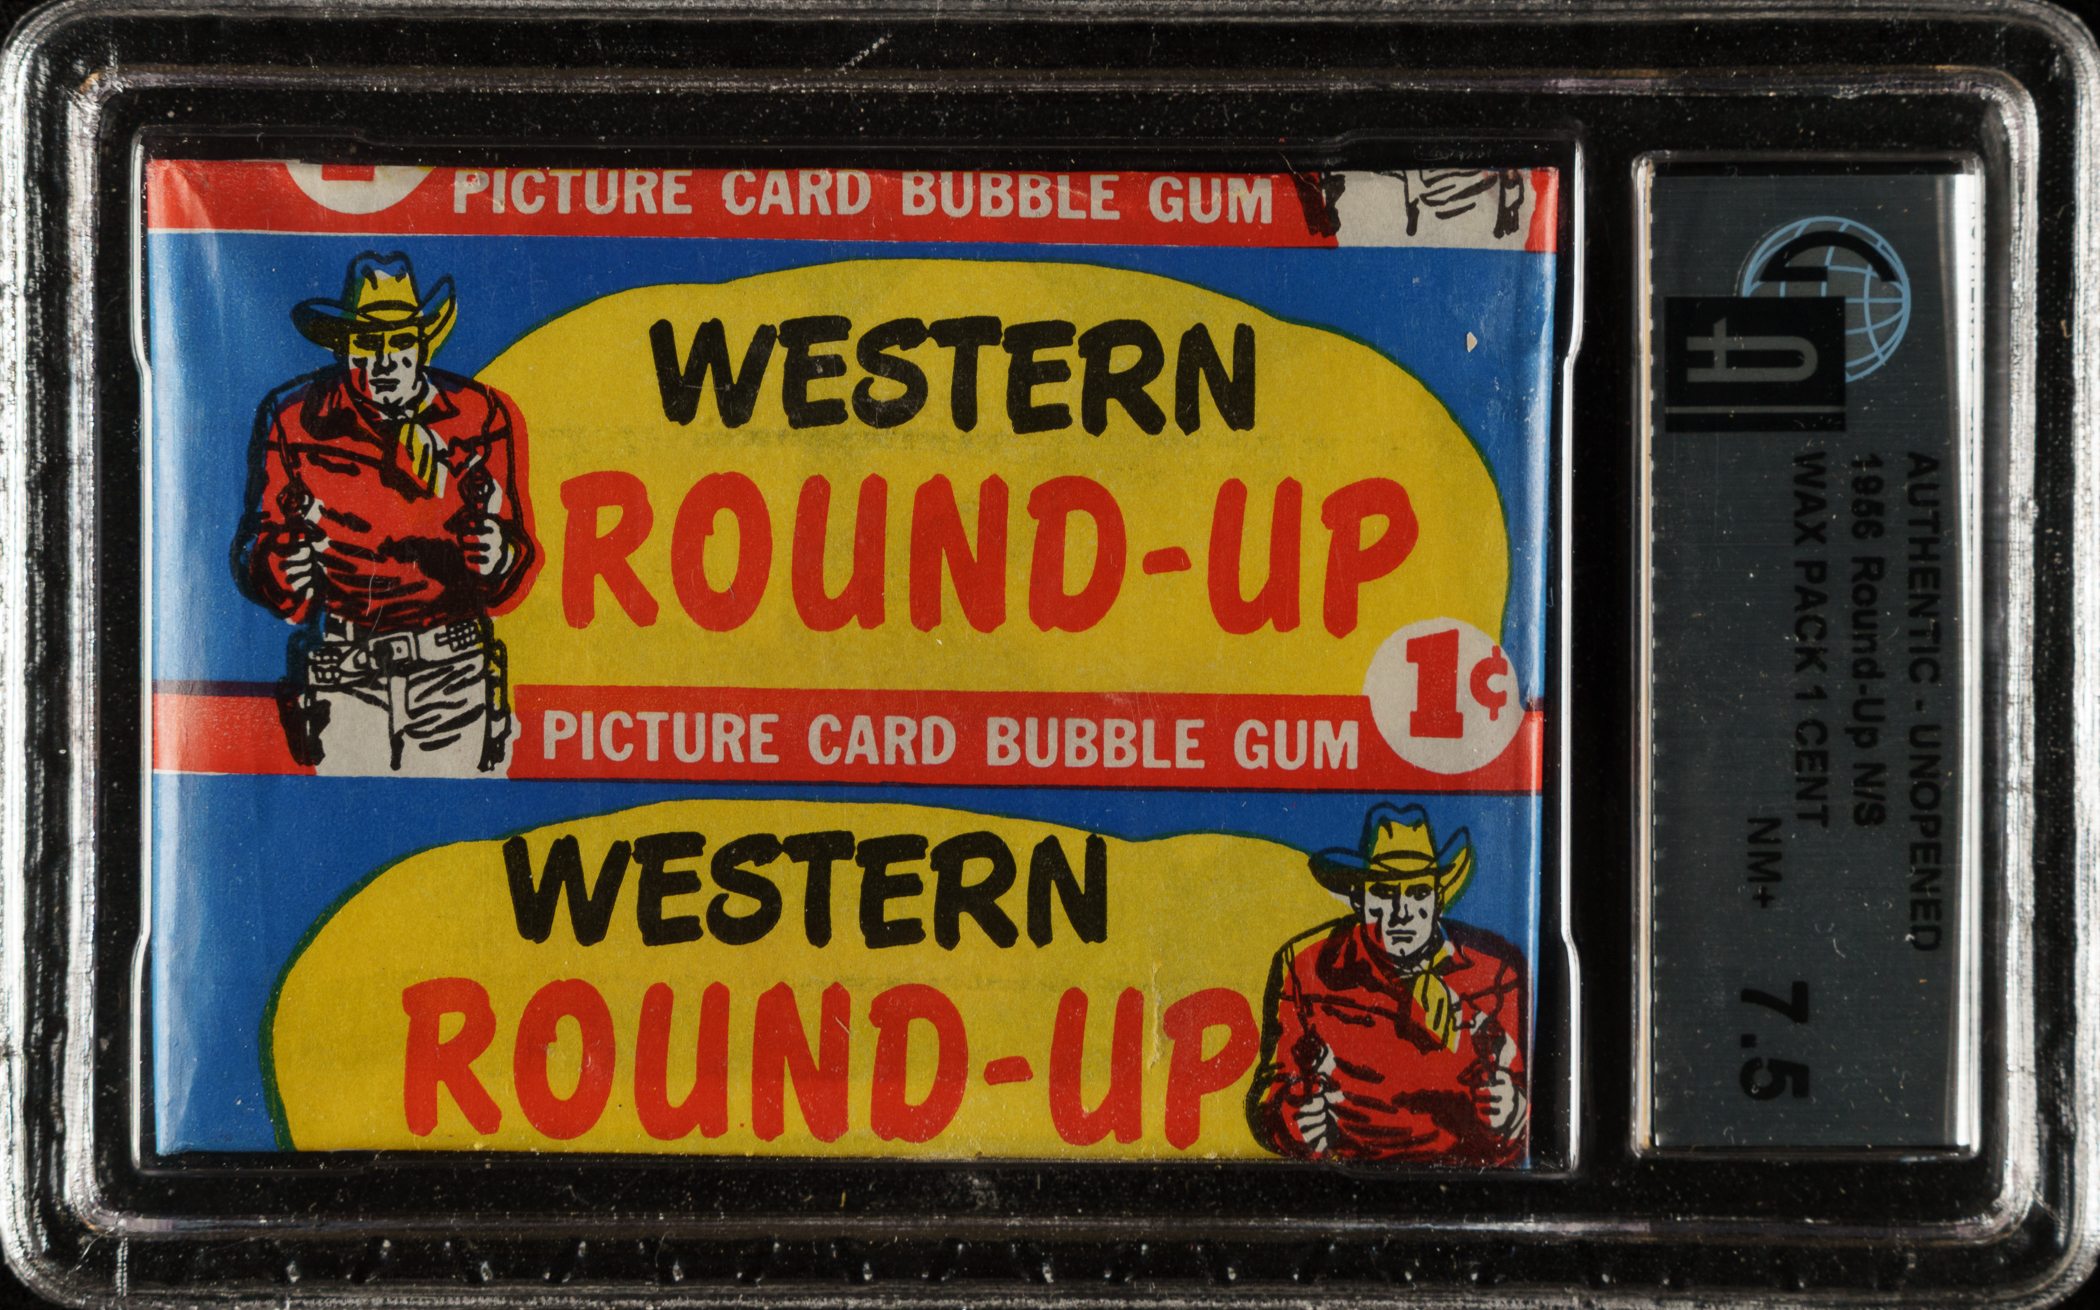 PICTURE CARD BUBBLE GUM
WESTERN
ROUND-UP
1¢
PICTURE CARD BUBBLE GUM
WESTERN
ROUND-UP
AUTHENTIC - UNOPENED
1956 Round-Up N/S
WAX PACK 1 CENT
NM+ 7.5